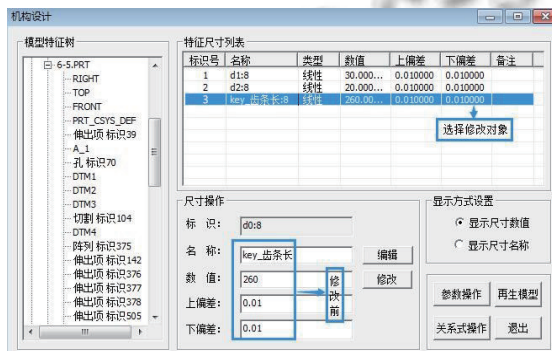 机构设计
模型特征树
6-5.PRT
RIGHT
TOP
FRONT
PRT_CSYS_DEF
伸出项 标识39
A_1
孔 标识70
DTM1
DTM2
DTM3
切割 标识104
DTM4
阵列 标识375
伸出项 标识142
伸出项 标识376
伸出项 标识377
伸出项 标识378
伸出项 标识505
特征尺寸列表
标识号 名称 类型 数值 上偏差 下偏差 备注
1 d1:8 线性 30.000... 0.010000 0.010000
2 d2:8 线性 20.000... 0.010000 0.010000
3 key_齿条长:8 线性 260.00... 0.010000 0.010000
选择修改对象
尺寸操作
标 识: d0:8
名 称: key_齿条长 编辑
数 值: 260 修改
上偏差: 0.01
下偏差: 0.01
修改前
显示方式设置
显示尺寸数值
显示尺寸名称
参数操作 再生模型
关系式操作 退出